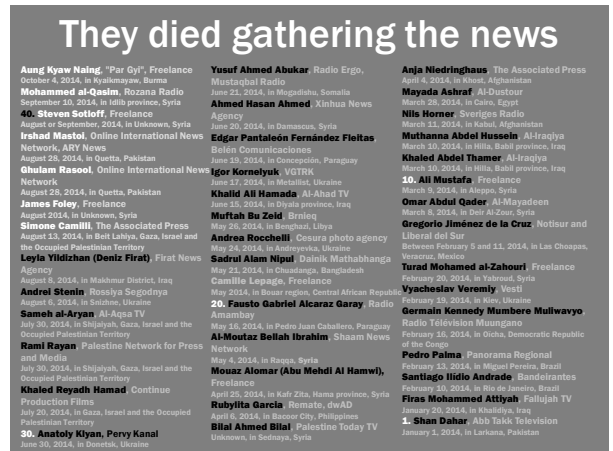 They died gathering the news
Aung Kyaw Naing, "Par Gyi", Freelance
October 4, 2014, in Kyaikmayaw, Burma
Mohammed al-Qasim, Rozana Radio
September 10, 2014, in Idlib province, Syria
40. Steven Sotloff, Freelance
August or September, 2014, in Unknown, Syria
Irshad Mastoi, Online International News
Network, ARY News
August 28, 2014, in Quetta, Pakistan
Ghulam Rasool, Online International News
Network
August 28, 2014, in Quetta, Pakistan
James Foley, Freelance
August 2014, in Unknown, Syria
Simone Camilli, The Associated Press
August 13, 2014, in Beit Lahiya, Gaza, Israel and
the Occupied Palestinian Territory
Leyla Yildizhan (Deniz Firat), Firat News
Agency
August 8, 2014, in Makhmur District, Iraq
Andrei Stenin, Rossiya Segodnya
August 6, 2014, in Snizhne, Ukraine
Sameh al-Aryan, Al-Aqsa TV
July 30, 2014, in Shijaiyah, Gaza, Israel and the
Occupied Palestinian Territory
Rami Rayan, Palestine Network for Press
and Media
July 30, 2014, in Shijaiyah, Gaza, Israel and the
Occupied Palestinian Territory
Khaled Reyadh Hamad, Continue
Production Films
July 20, 2014, in Gaza, Israel and the Occupied
Palestinian Territory
30. Anatoly Klyan, Pervy Kanal
June 30, 2014, in Donetsk, Ukraine
Yusuf Ahmed Abukar, Radio Ergo,
Mustaqbal Radio
June 21, 2014, in Mogadishu, Somalia
Ahmed Hasan Ahmed, Xinhua News
Agency
June 20, 2014, in Damascus, Syria
Edgar Pantaleón Fernández Fleitas,
Belén Comunicaciones
June 19, 2014, in Concepción, Paraguay
Igor Kornelyuk, VGTRK
June 17, 2014, in Metallist, Ukraine
Khalid Ali Hamada, Al-Ahad TV
June 15, 2014, in Diyala province, Iraq
Muftah Bu Zeid, Brnieq
May 26, 2014, in Benghazi, Libya
Andrea Rocchelli, Cesura photo agency
May 24, 2014, in Andreyevka, Ukraine
Sadrul Alam Nipul, Dainik Mathabhanga
May 21, 2014, in Chuadanga, Bangladesh
Camille Lepage, Freelance
May 2014, in Bouar region, Central African Republic
20. Fausto Gabriel Alcaraz Garay, Radio
Amambay
May 16, 2014, in Pedro Juan Caballero, Paraguay
Al-Moutaz Bellah Ibrahim, Shaam News
Network
May 4, 2014, in Raqqa, Syria
Mouaz Alomar (Abu Mehdi Al Hamwi),
Freelance
April 25, 2014, in Kafr Zita, Hama province, Syria
Rubylita Garcia, Remate, dwAD
April 6, 2014, in Bacoor City, Philippines
Bilal Ahmed Bilal, Palestine Today TV
Unknown, in Sednaya, Syria
Anja Niedringhaus, The Associated Press
April 4, 2014, in Khost, Afghanistan
Mayada Ashraf, Al-Dustour
March 28, 2014, in Cairo, Egypt
Nils Horner, Sveriges Radio
March 11, 2014, in Kabul, Afghanistan
Muthanna Abdel Hussein, Al-Iraqiya
March 10, 2014, in Hilla, Babil province, Iraq
Khaled Abdel Thamer, Al-Iraqiya
March 10, 2014, in Hilla, Babil province, Iraq
10. Ali Mustafa, Freelance
March 9, 2014, in Aleppo, Syria
Omar Abdul Qader, Al-Mayadeen
March 8, 2014, in Deir Al-Zour, Syria
Gregorio Jiménez de la Cruz, Notisur and
Liberal del Sur
Between February 5 and 11, 2014, in Las Choapas,
Veracruz, Mexico
Turad Mohamed al-Zahouri, Freelance
February 20, 2014, in Yabroud, Syria
Vyacheslav Veremiy, Vesti
February 19, 2014, in Kiev, Ukraine
Germain Kennedy Mumbere Muliwavyo,
Radio Télévision Muungano
February 16, 2014, in Oicha, Democratic Republic
of the Congo
Pedro Palma, Panorama Regional
February 13, 2014, in Miguel Pereira, Brazil
Santiago Ilídio Andrade, Bandeirantes
February 10, 2014, in Rio de Janeiro, Brazil
Firas Mohammed Attiyah, Fallujah TV
January 20, 2014, in Khalidiya, Iraq
1. Shan Dahar, Abb Takk Television
January 1, 2014, in Larkana, Pakistan